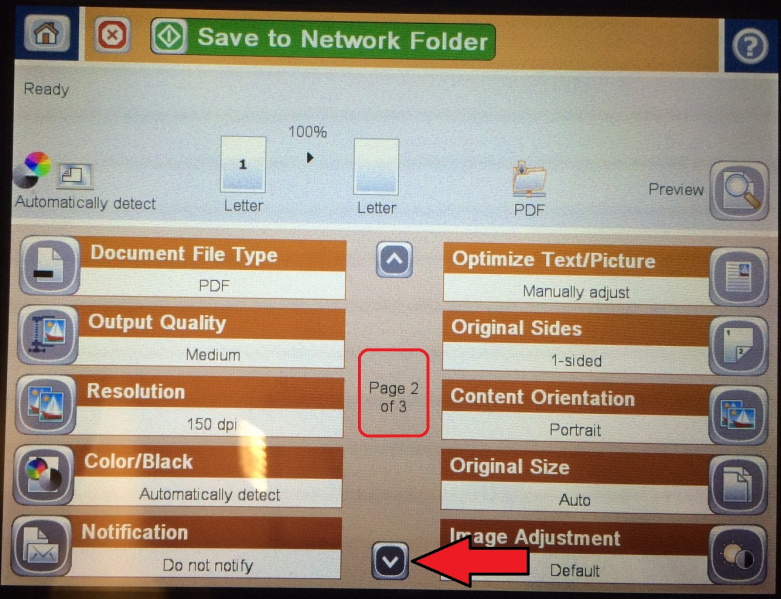 Save to Network Folder
?
Ready
100%
1
Automatically detect
Letter
Letter
PDF
Preview
Document File Type
PDF
Output Quality
Medium
Resolution
150 dpi
Color/Black
Automatically detect
Notification
Do not notify
Page 2
of 3
Optimize Text/Picture
Manually adjust
Original Sides
1-sided
1
2
Content Orientation
Portrait
Original Size
Auto
Image Adjustment
Default